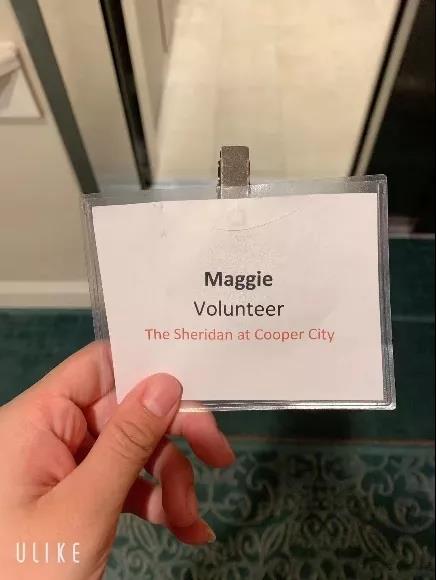 Maggie
Volunteer
The Sheridan at Cooper City
ULIKE